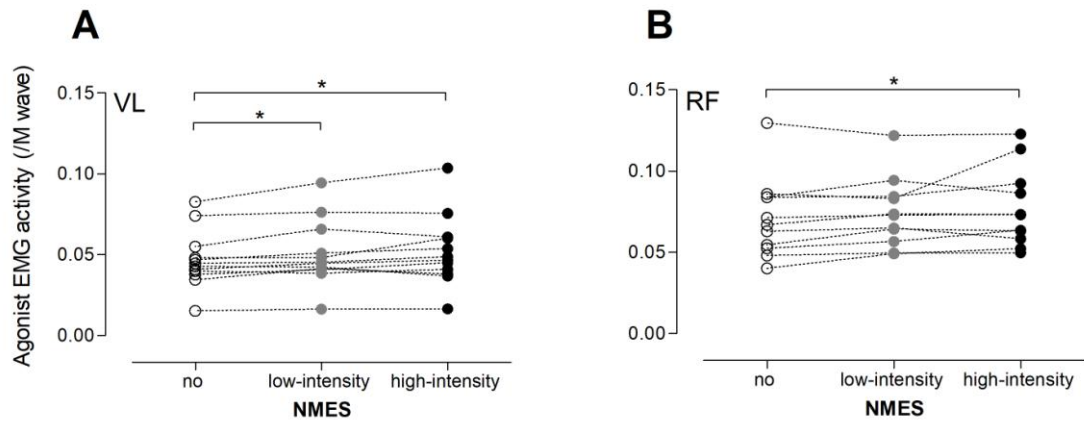 A
Agonist EMG activity (/M wave)
VL
*
*
0.15
0.10
0.05
0.00
no
low-intensity
high-intensity
NMES
B
RF
*
0.15
0.10
0.05
0.00
no
low-intensity
high-intensity
NMES